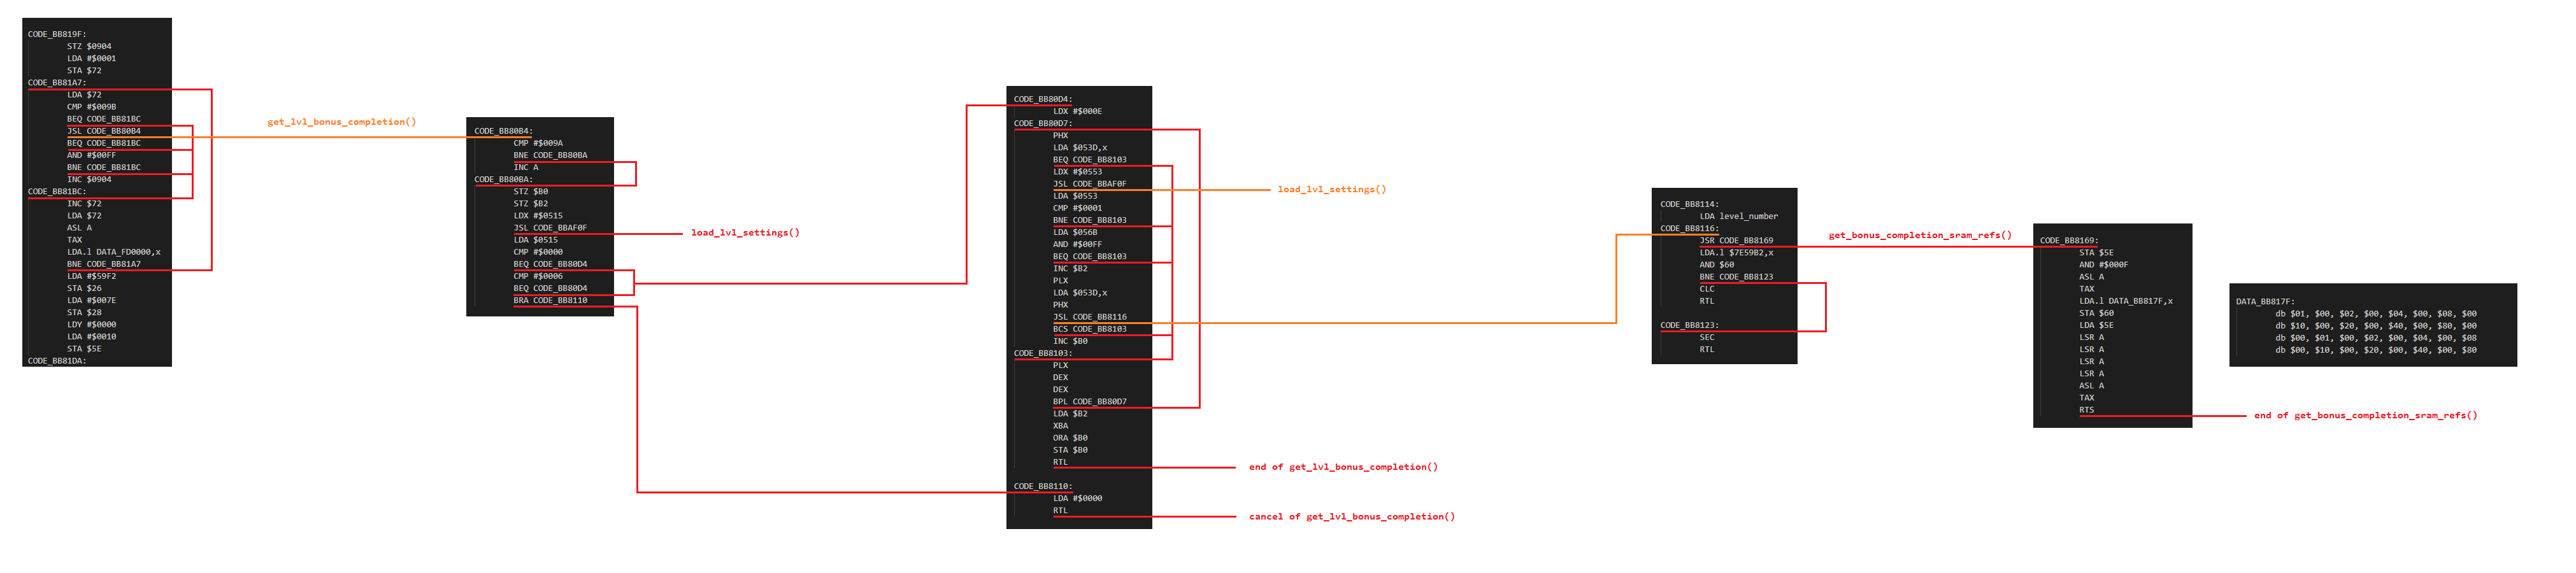 CODE_BB819F:
STZ $0904
LDA #$0001
STA $72
CODE_BB81A7:
LDA $72
CMP #$009B
BEQ CODE_BB81BC
JSL CODE_BB80B4
BEQ CODE_BB81BC
AND #$00FF
BNE CODE_BB81BC
INC $0904
CODE_BB81BC:
INC $72
LDA $72
ASL A
TAX
LDA.l DATA_FD0000,x
BNE CODE_BB81A7
LDA #$59F2
STA $26
LDA #$007E
STA $28
LDY #$0000
LDA #$0010
STA $5E
CODE_BB81DA:
get_lvl_bonus_completion()
CODE_BB80B4:
CMP #$009A
BNE CODE_BB80BA
INC A
CODE_BB80BA:
STZ $B0
STZ $B2
LDX #$0515
JSL CODE_BBAF0F
LDA $0515
CMP #$0000
BEQ CODE_BB80D4
CMP #$0006
BEQ CODE_BB80D4
BRA CODE_BB8110
load_lvl_settings()
CODE_BB80D4:
LDX #$000E
CODE_BB80D7:
PHX
LDA $053D,x
BEQ CODE_BB8103
LDX #$0553
JSL CODE_BBAF0F
LDA $0553
CMP #$0001
BNE CODE_BB8103
LDA $056B
AND #$00FF
BEQ CODE_BB8103
INC $B2
PLX
LDA $053D,x
PHX
JSL CODE_BB8116
BCS CODE_BB8103
INC $B0
CODE_BB8103:
PLX
DEX
DEX
BPL CODE_BB80D7
LDA $B2
XBA
ORA $B0
STA $B0
RTL
CODE_BB8110:
LDA #$0000
RTL
load_lvl_settings()
end of get_lvl_bonus_completion()
cancel of get_lvl_bonus_completion()
CODE_BB8114:
LDA level_number
CODE_BB8116:
JSR CODE_BB8169
LDA.l $7E59B2,x
AND $60
BNE CODE_BB8123
CLC
RTL
CODE_BB8123:
SEC
RTL
get_bonus_completion_sram_refs()
CODE_BB8169:
STA $5E
AND #$000F
ASL A
TAX
LDA.l DATA_BB817F,x
STA $60
LDA $5E
LSR A
LSR A
LSR A
LSR A
ASL A
TAX
RTS
end of get_bonus_completion_sram_refs()
DATA_BB817F:
db $01, $00, $02, $00, $04, $00, $08, $00
db $10, $00, $20, $00, $40, $00, $80, $00
db $00, $01, $00, $02, $00, $04, $00, $08
db $00, $10, $00, $20, $00, $40, $00, $80